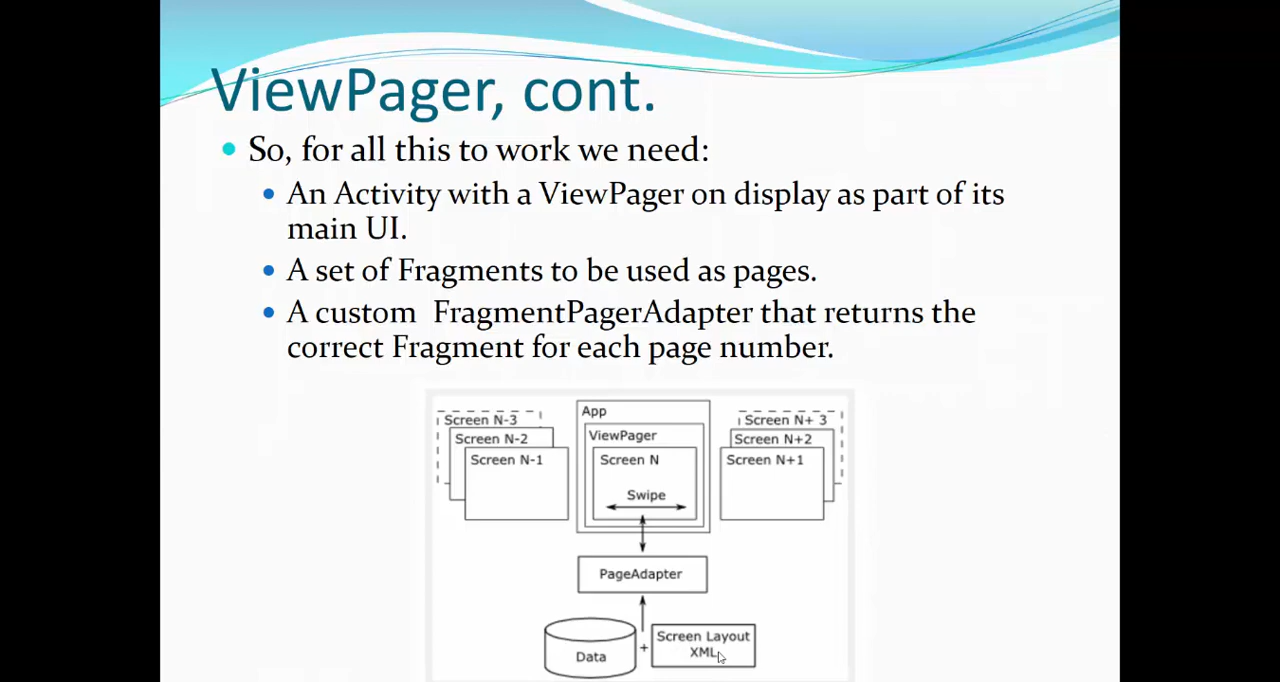 ViewPager, cont.
So, for all this to work we need:
An Activity with a ViewPager on display as part of its
main UI.
A set of Fragments to be used as pages.
A custom FragmentPagerAdapter that returns the
correct Fragment for each page number.
Screen N-3
Screen N-2
Screen N-1
App
ViewPager
Screen N
Swipe
Screen N+ 3
Screen N+2
Screen N+1
PageAdapter
Data
+
Screen Layout
XML